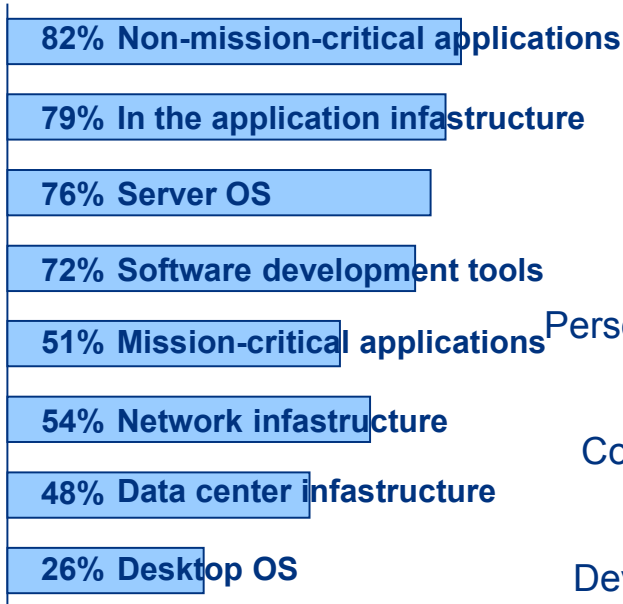 82% Non-mission-critical applications
79% In the application infastructure
76% Server OS
72% Software development tools
51% Mission-critical applications
54% Network infastructure
48% Data center infastructure
26% Desktop OS